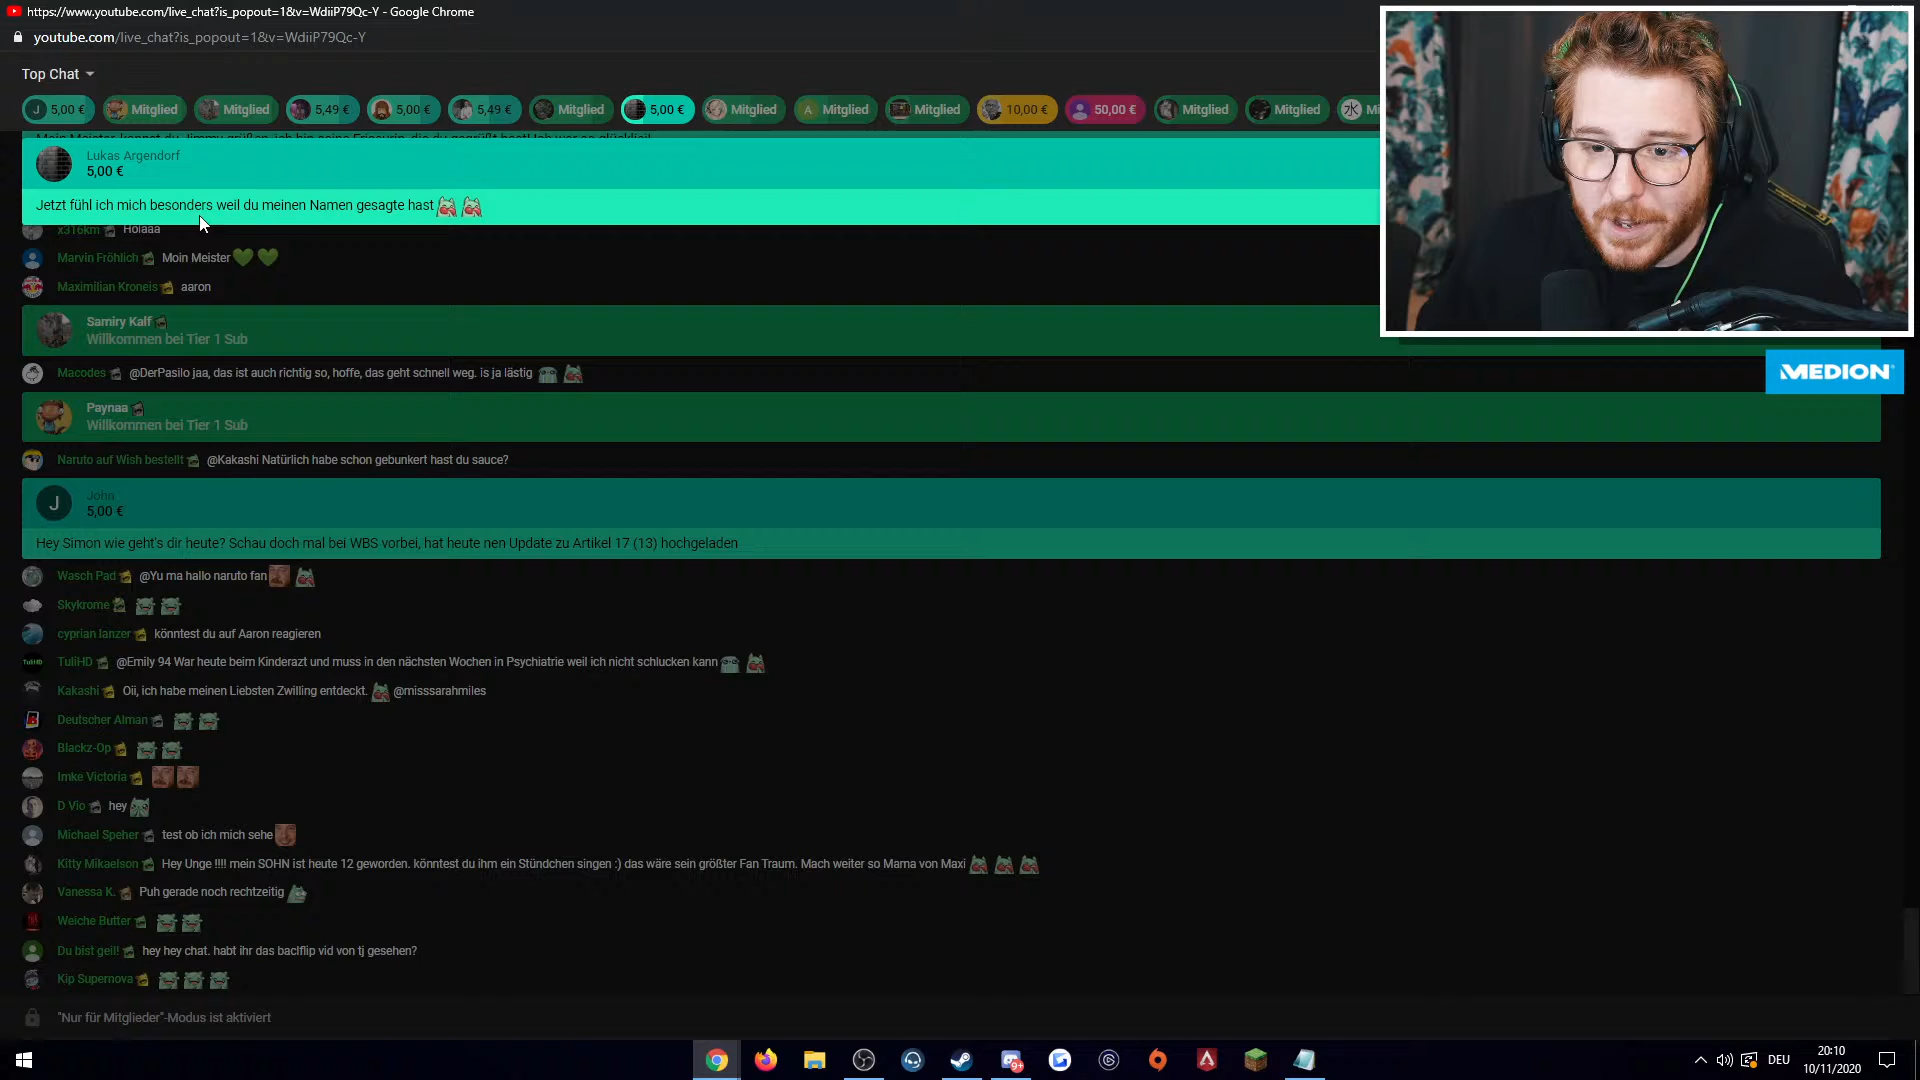 https://www.youtube.com/live_chat?is_popout=1&v=WdiiP79Qc-Y - Google Chrome
youtube.com/live_chat?is_popout=1&v=WdiiP79Qc-Y
Top Chat
J 5,00 € Mitglied Mitglied 5,49 € 5,00 € 5,49 € Mitglied 5,00 € Mitglied A Mitglied Mitglied 10,00 € 50,00 € Mitglied Mitglied 水 Mi
Lukas Argendorf
5,00 €
Jetzt fühl ich mich besonders weil du meinen Namen gesagte hast
x316km Holaaa
Marvin Fröhlich Moin Meister
Maximilian Kroneis aaron
Samiry Kalf
Willkommen bei Tier 1 Sub
MEDION
Macodes @DerPasilo jaa, das ist auch richtig so, hoffe, das geht schnell weg. is ja lästig
Paynaa
Willkommen bei Tier 1 Sub
Naruto auf Wish bestellt @Kakashi Natürlich habe schon gebunkert hast du sauce?
J John
5,00 €
Hey Simon wie geht's dir heute? Schau doch mal bei WBS vorbei, hat heute nen Update zu Artikel 17 (13) hochgeladen
Wasch Pad @Yu ma hallo naruto fan
Skykrome
cyprian lanzer könntest du auf Aaron reagieren
TuliHD TuliHD @Emily 94 War heute beim Kinderazt und muss in den nächsten Wochen in Psychiatrie weil ich nicht schlucken kann
Kakashi Oii, ich habe meinen Liebsten Zwilling entdeckt. @misssarahmiles
Deutscher Alman
Blackz-Op
Imke Victoria
D Vio hey
Michael Speher test ob ich mich sehe
Kitty Mikaelson Hey Unge !!!! mein SOHN ist heute 12 geworden. könntest du ihm ein Stündchen singen :) das wäre sein größter Fan Traum. Mach weiter so Mama von Maxi
Vanessa K. Puh gerade noch rechtzeitig
Weiche Butter
Du bist geil! hey hey chat. habt ihr das baclflip vid von tj gesehen?
Kip Supernova
"Nur für Mitglieder"-Modus ist aktiviert
9+ DEU 20:10
10/11/2020